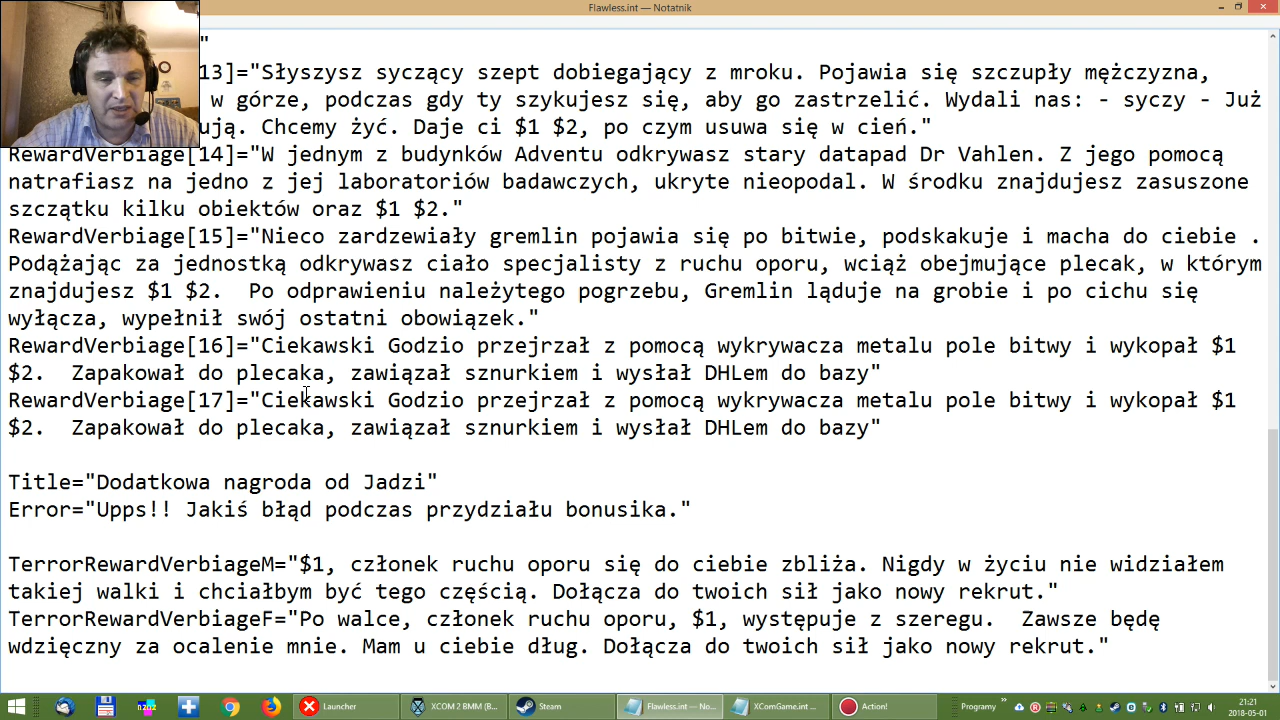 Flawless.int — Notatnik
"
13]="Słyszysz syczący szept dobiegający z mroku. Pojawia się szczupły mężczyzna,
w górze, podczas gdy ty szykujesz się, aby go zastrzelić. Wydali nas: - syczy - Już
ują. Chcemy żyć. Daje ci $1 $2, po czym usuwa się w cień."
RewardVerbiage[14]="W jednym z budynków Adventu odkrywasz stary datapad Dr Vahlen. Z jego pomocą
natrafiasz na jedno z jej laboratoriów badawczych, ukryte nieopodal. W środku znajdujesz zasuszone
szczątku kilku obiektów oraz $1 $2."
RewardVerbiage[15]="Nieco zardzewiały gremlin pojawia się po bitwie, podskakuje i macha do ciebie .
Podążając za jednostką odkrywasz ciało specjalisty z ruchu oporu, wciąż obejmujące plecak, w którym
znajdujesz $1 $2.  Po odprawieniu należytego pogrzebu, Gremlin ląduje na grobie i po cichu się
wyłącza, wypełnił swój ostatni obowiązek."
RewardVerbiage[16]="Ciekawski Godzio przejrzał z pomocą wykrywacza metalu pole bitwy i wykopał $1
$2.  Zapakował do plecaka, zawiązał sznurkiem i wysłał DHLem do bazy"
RewardVerbiage[17]="Ciekawski Godzio przejrzał z pomocą wykrywacza metalu pole bitwy i wykopał $1
$2.  Zapakował do plecaka, zawiązał sznurkiem i wysłał DHLem do bazy"
Title="Dodatkowa nagroda od Jadzi"
Error="Upps!! Jakiś błąd podczas przydziału bonusika."
TerrorRewardVerbiageM="$1, członek ruchu oporu się do ciebie zbliża. Nigdy w życiu nie widziałem
takiej walki i chciałbym być tego częścią. Dołącza do twoich sił jako nowy rekrut."
TerrorRewardVerbiageF="Po walce, członek ruchu oporu, $1, występuje z szeregu.  Zawsze będę
wdzięczny za ocalenie mnie. Mam u ciebie dług. Dołącza do twoich sił jako nowy rekrut."
n202 Launcher XCOM 2 BMM (B... Steam Flawless.int — No... XComGame.int ... Action! Programy » 21:21
2018-05-01